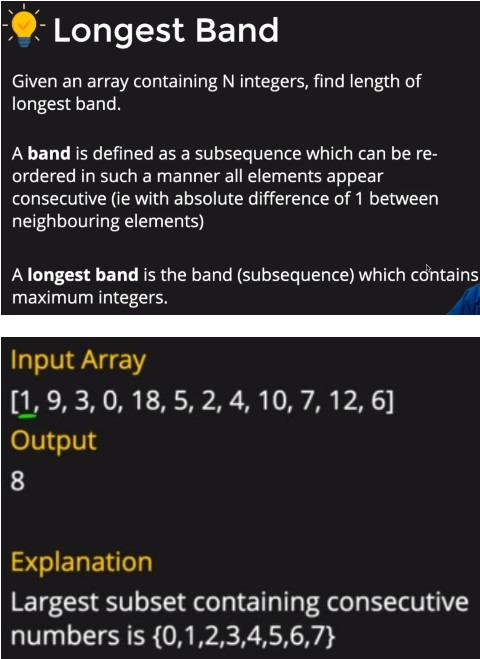 Longest Band
Given an array containing N integers, find length of
longest band.
A band is defined as a subsequence which can be re-
ordered in such a manner all elements appear
consecutive (ie with absolute difference of 1 between
neighbouring elements)
A longest band is the band (subsequence) which contains
maximum integers.
Input Array
[1, 9, 3, 0, 18, 5, 2, 4, 10, 7, 12, 6]
Output
8
Explanation
Largest subset containing consecutive
numbers is {0,1,2,3,4,5,6,7}